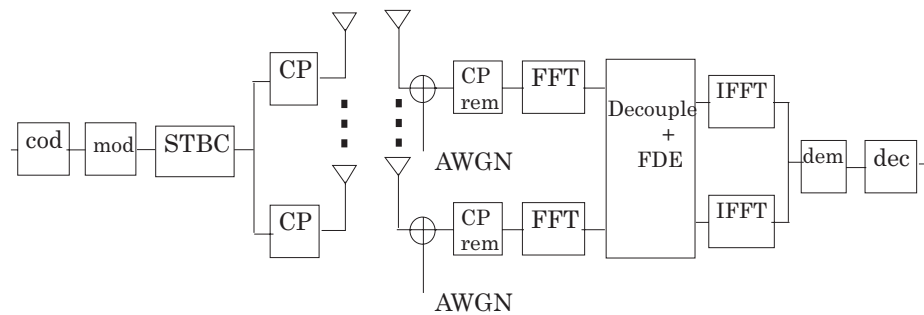 cod
mod
STBC
CP
CP
AWGN
AWGN
CP
rem
FFT
CP
rem
FFT
Decouple
+
FDE
IFFT
IFFT
dem
dec